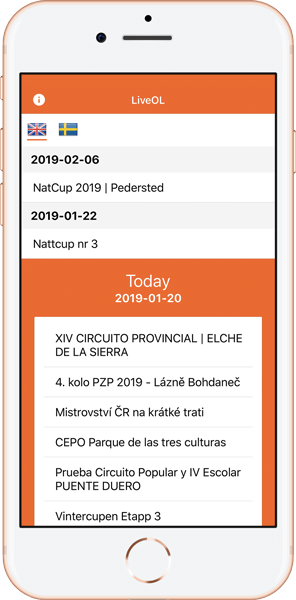 LiveOL
2019-02-06
NatCup 2019 | Pedersted
2019-01-22
Nattcup nr 3
Today
2019-01-20
XIV CIRCUITO PROVINCIAL | ELCHE
DE LA SIERRA
4. kolo PZP 2019 - Lázně Bohdaneč
Mistrovství ČR na krátké trati
CEPO Parque de las tres culturas
Prueba Circuito Popular y IV Escolar
PUENTE DUERO
Vintercupen Etapp 3